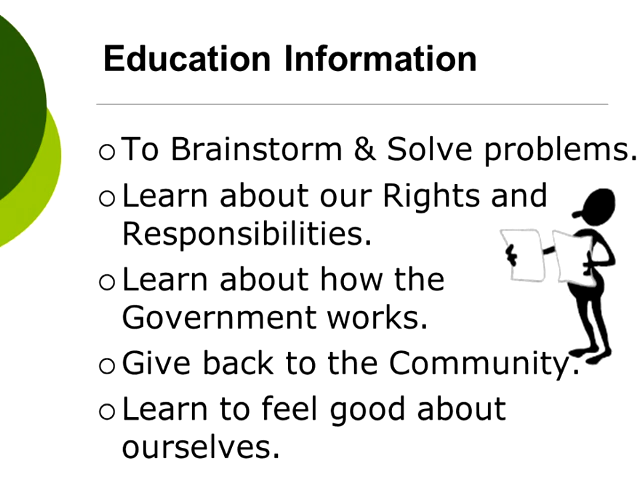 Education Information
To Brainstorm & Solve problems.
Learn about our Rights and
Responsibilities.
Learn about how the
Government works.
Give back to the Community.
Learn to feel good about
ourselves.